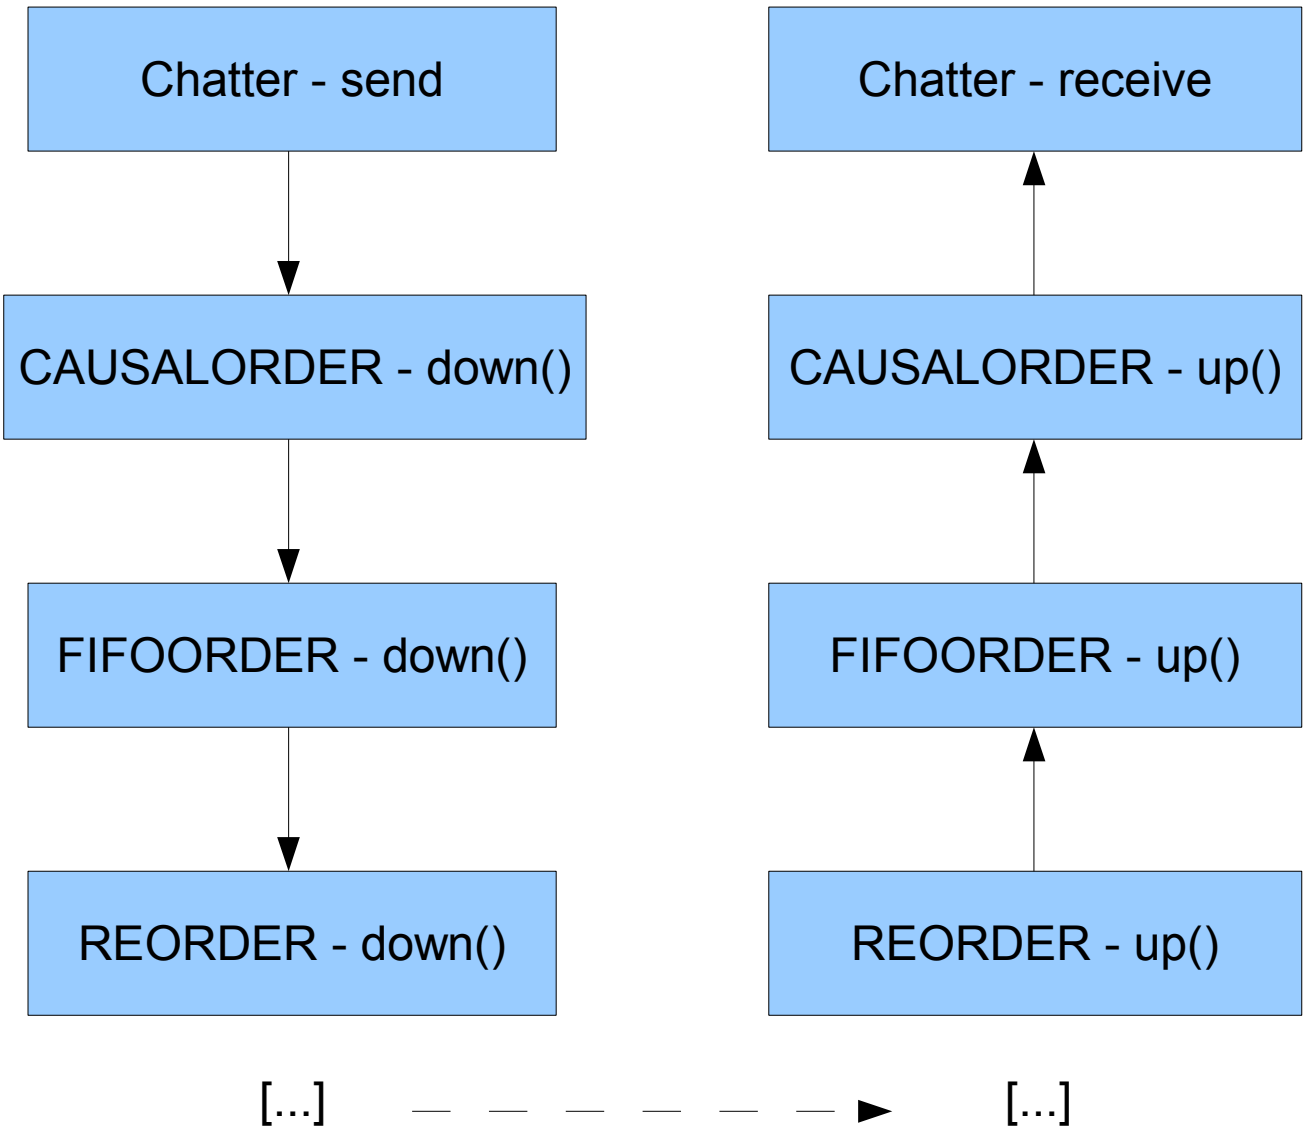 Chatter - send
Chatter - receive
CAUSALORDER - down()
CAUSALORDER - up()
FIFOORDER - down()
FIFOORDER - up()
REORDER - down()
REORDER - up()
[...]
[...]